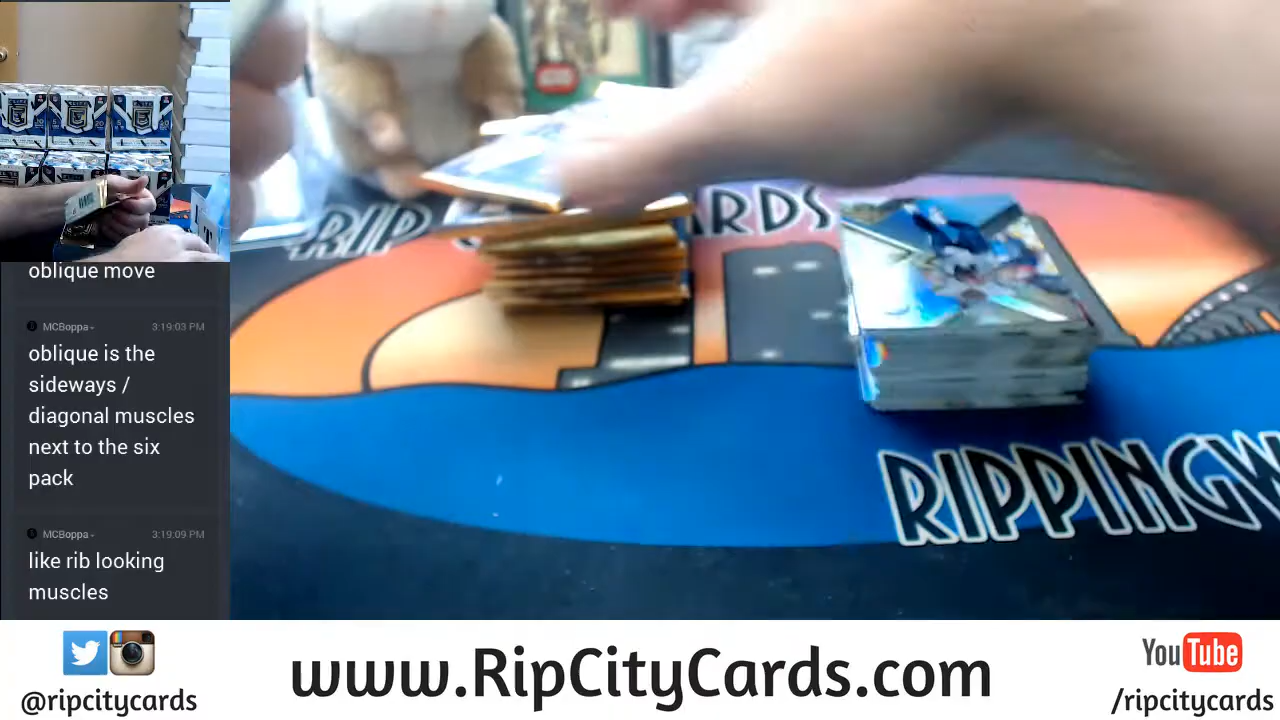 oblique move
MCBoppa-
3:19:03 PM
oblique is the
sideways /
diagonal muscles
next to the six
pack
MCBoppa-
3:19:09 PM
like rib looking
muscles
RIP
ARDS
RIPPINGW
@ripcitycards
www.RipCityCards.com
YouTube
/ripcitycards